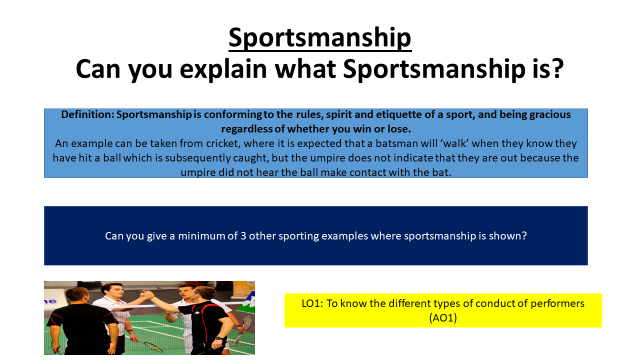 Sportsmanship
Can you explain what Sportsmanship is?
Definition: Sportsmanship is conforming to the rules, spirit and etiquette of a sport, and being gracious
regardless of whether you win or lose.
An example can be taken from cricket, where it is expected that a batsman will ‘walk’ when they know they
have hit a ball which is subsequently caught, but the umpire does not indicate that they are out because the
umpire did not hear the ball make contact with the bat.
Can you give a minimum of 3 other sporting examples where sportsmanship is shown?
LO1: To know the different types of conduct of performers
(AO1)